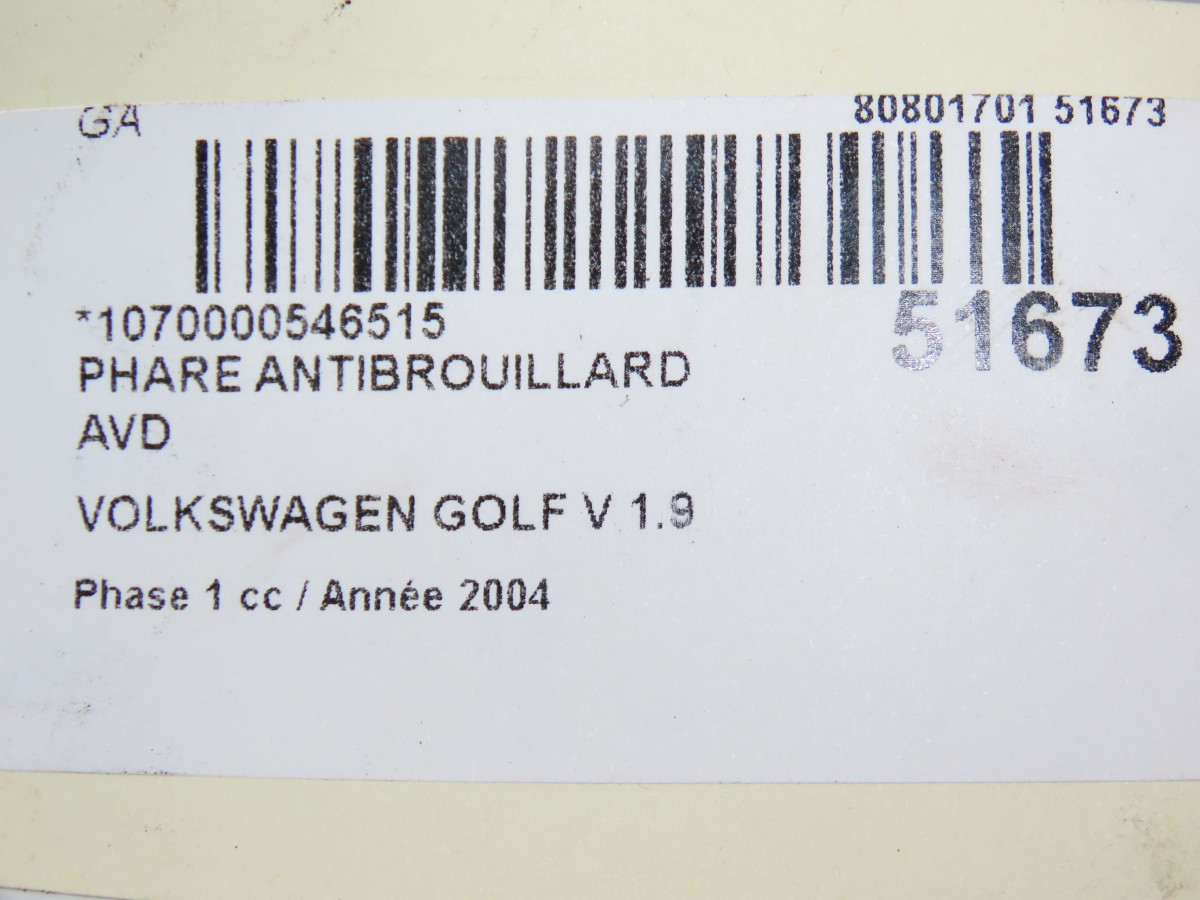 GA 80801701 51673
*1070000546515 51673
PHARE ANTIBROUILLARD
AVD
VOLKSWAGEN GOLF V 1.9
Phase 1 cc / Année 2004